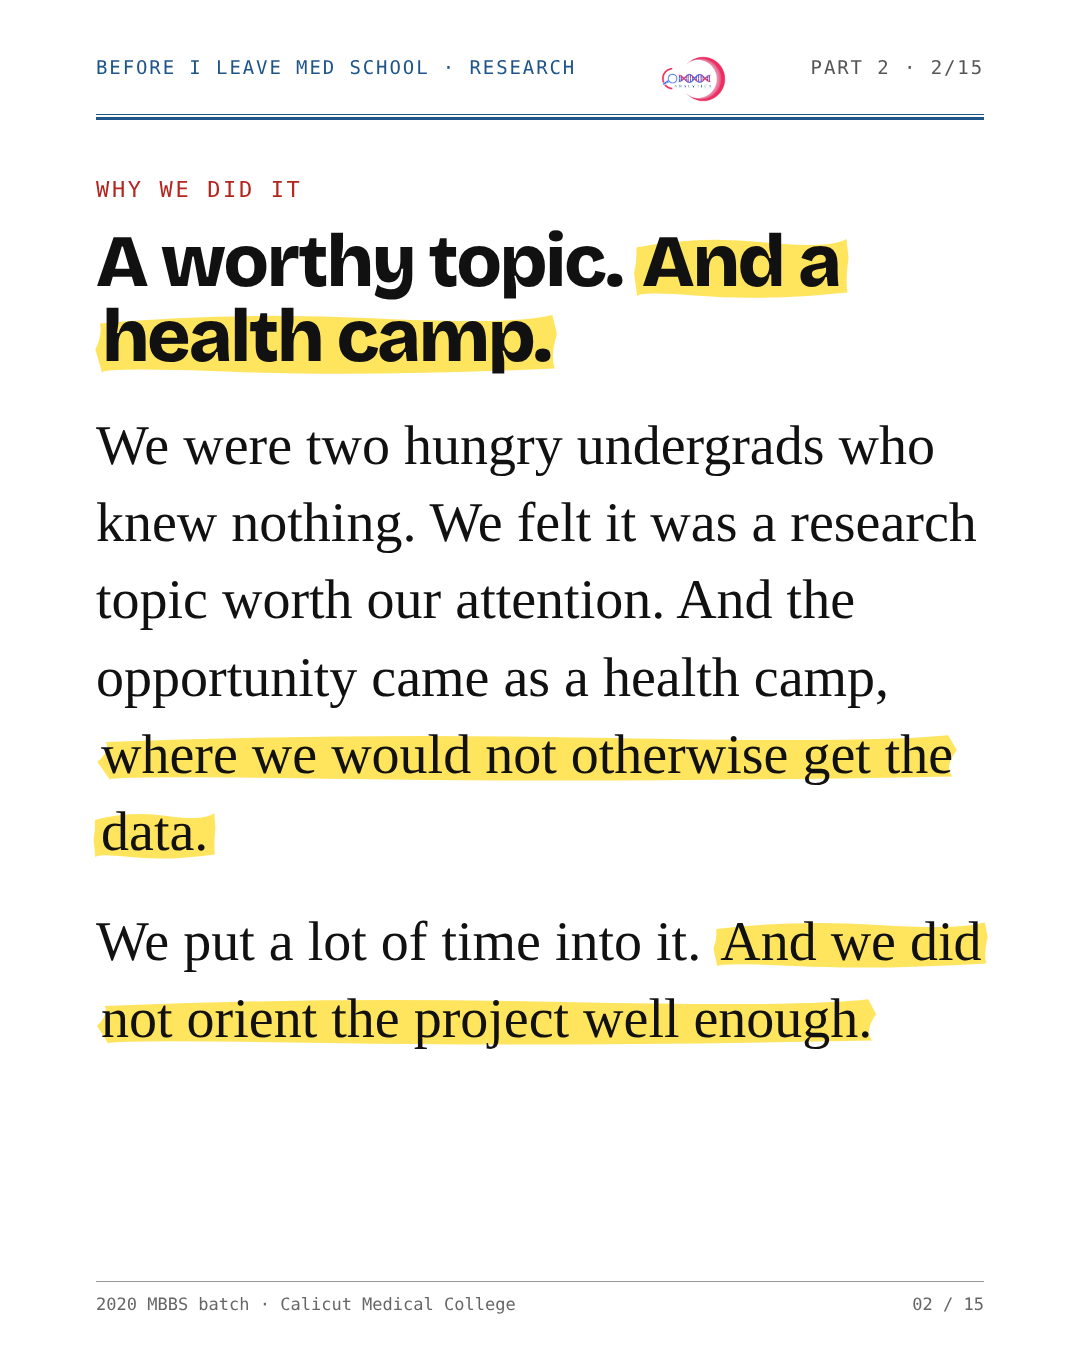 BEFORE I LEAVE MED SCHOOL · RESEARCH
ANALYTICS
PART 2 · 2/15
WHY WE DID IT
A worthy topic. And a
health camp.
We were two hungry undergrads who
knew nothing. We felt it was a research
topic worth our attention. And the
opportunity came as a health camp,
where we would not otherwise get the
data.
We put a lot of time into it. And we did
not orient the project well enough.
2020 MBBS batch · Calicut Medical College
02 / 15